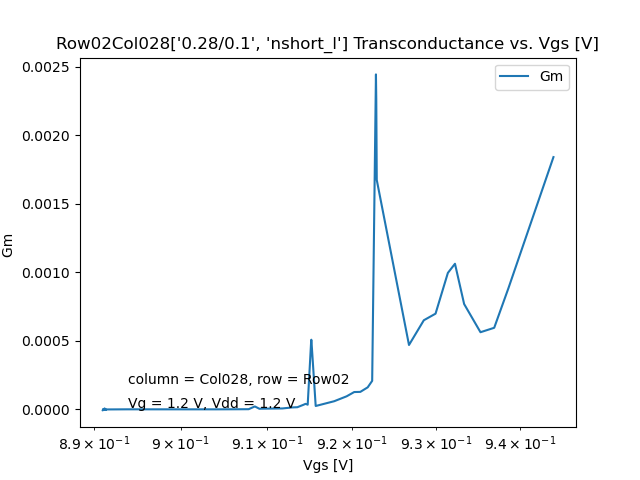 Row02Col028['0.28/0.1', 'nshort_l'] Transconductance vs. Vgs [V]
Gm
0.0025
0.0020
0.0015
0.0010
0.0005
0.0000
Gm
column = Col028, row = Row02
Vg = 1.2 V, Vdd = 1.2 V
8.9 × 10⁻¹ 9 × 10⁻¹ 9.1 × 10⁻¹ 9.2 × 10⁻¹ 9.3 × 10⁻¹ 9.4 × 10⁻¹
Vgs [V]